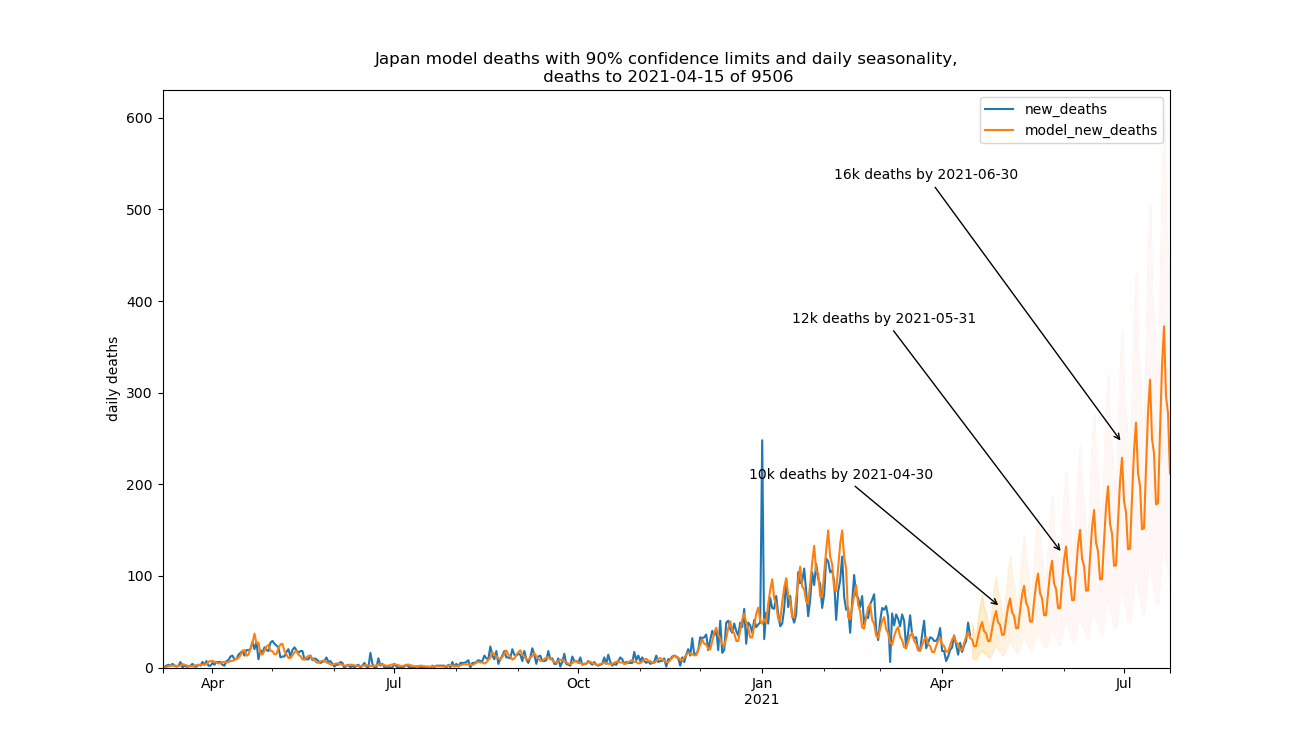 Japan model deaths with 90% confidence limits and daily seasonality,
deaths to 2021-04-15 of 9506
new_deaths
model_new_deaths
16k deaths by 2021-06-30
12k deaths by 2021-05-31
10k deaths by 2021-04-30
daily deaths
600
500
400
300
200
100
0
Apr
Jul
Oct
Jan
2021
Apr
Jul